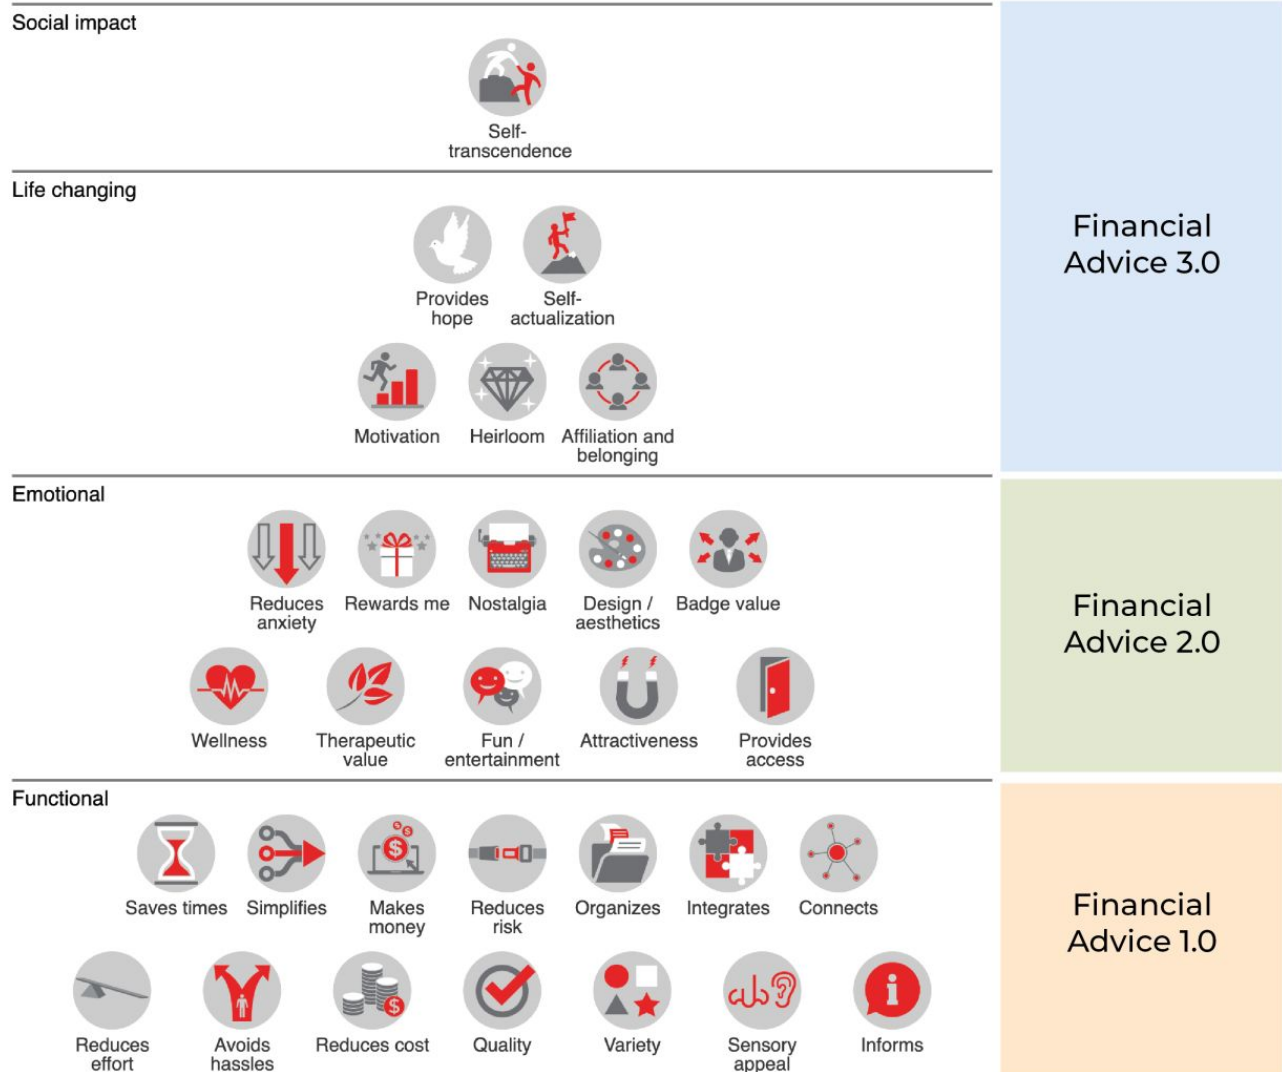 Social impact
Self-
transcendence
Life changing
Provides
hope
Self-
actualization
Motivation
Heirloom
Affiliation and
belonging
Financial
Advice 3.0
Emotional
Reduces
anxiety
Rewards me
Nostalgia
Design /
aesthetics
Badge value
Wellness
Therapeutic
value
Fun /
entertainment
Attractiveness
Provides
access
Financial
Advice 2.0
Functional
$
Saves times
Simplifies
Makes
money
Reduces
risk
Organizes
Integrates
Connects
$
i
Reduces
effort
Avoids
hassles
Reduces cost
Quality
Variety
Sensory
appeal
Informs
Financial
Advice 1.0